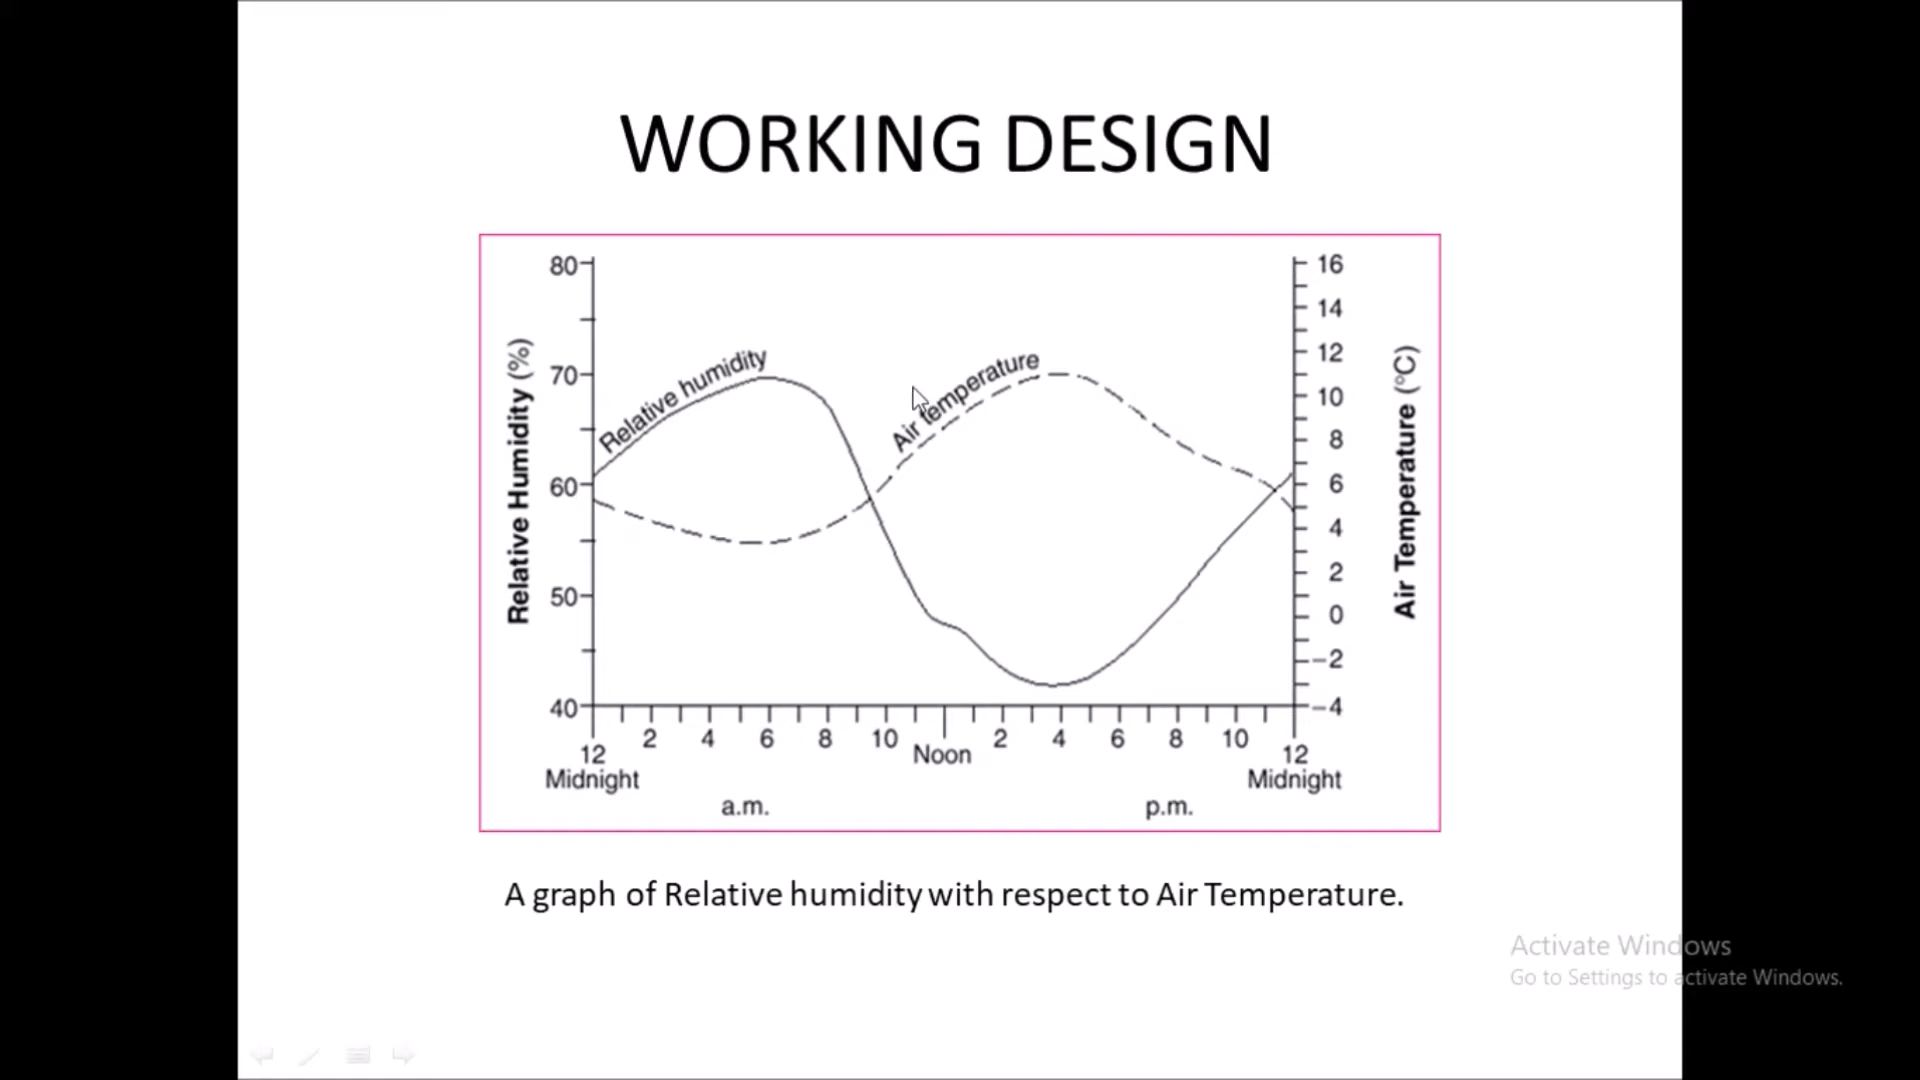 WORKING DESIGN
80
70
60
50
40
Relative Humidity (%)
Relative humidity
Air temperature
16
14
12
10
8
6
4
2
0
−2
−4
Air Temperature (°C)
2 4 6 8 10 2 4 6 8 10
12 Noon 12
Midnight Midnight
a.m. p.m.
A graph of Relative humidity with respect to Air Temperature.
Activate Windows
Go to Settings to activate Windows.